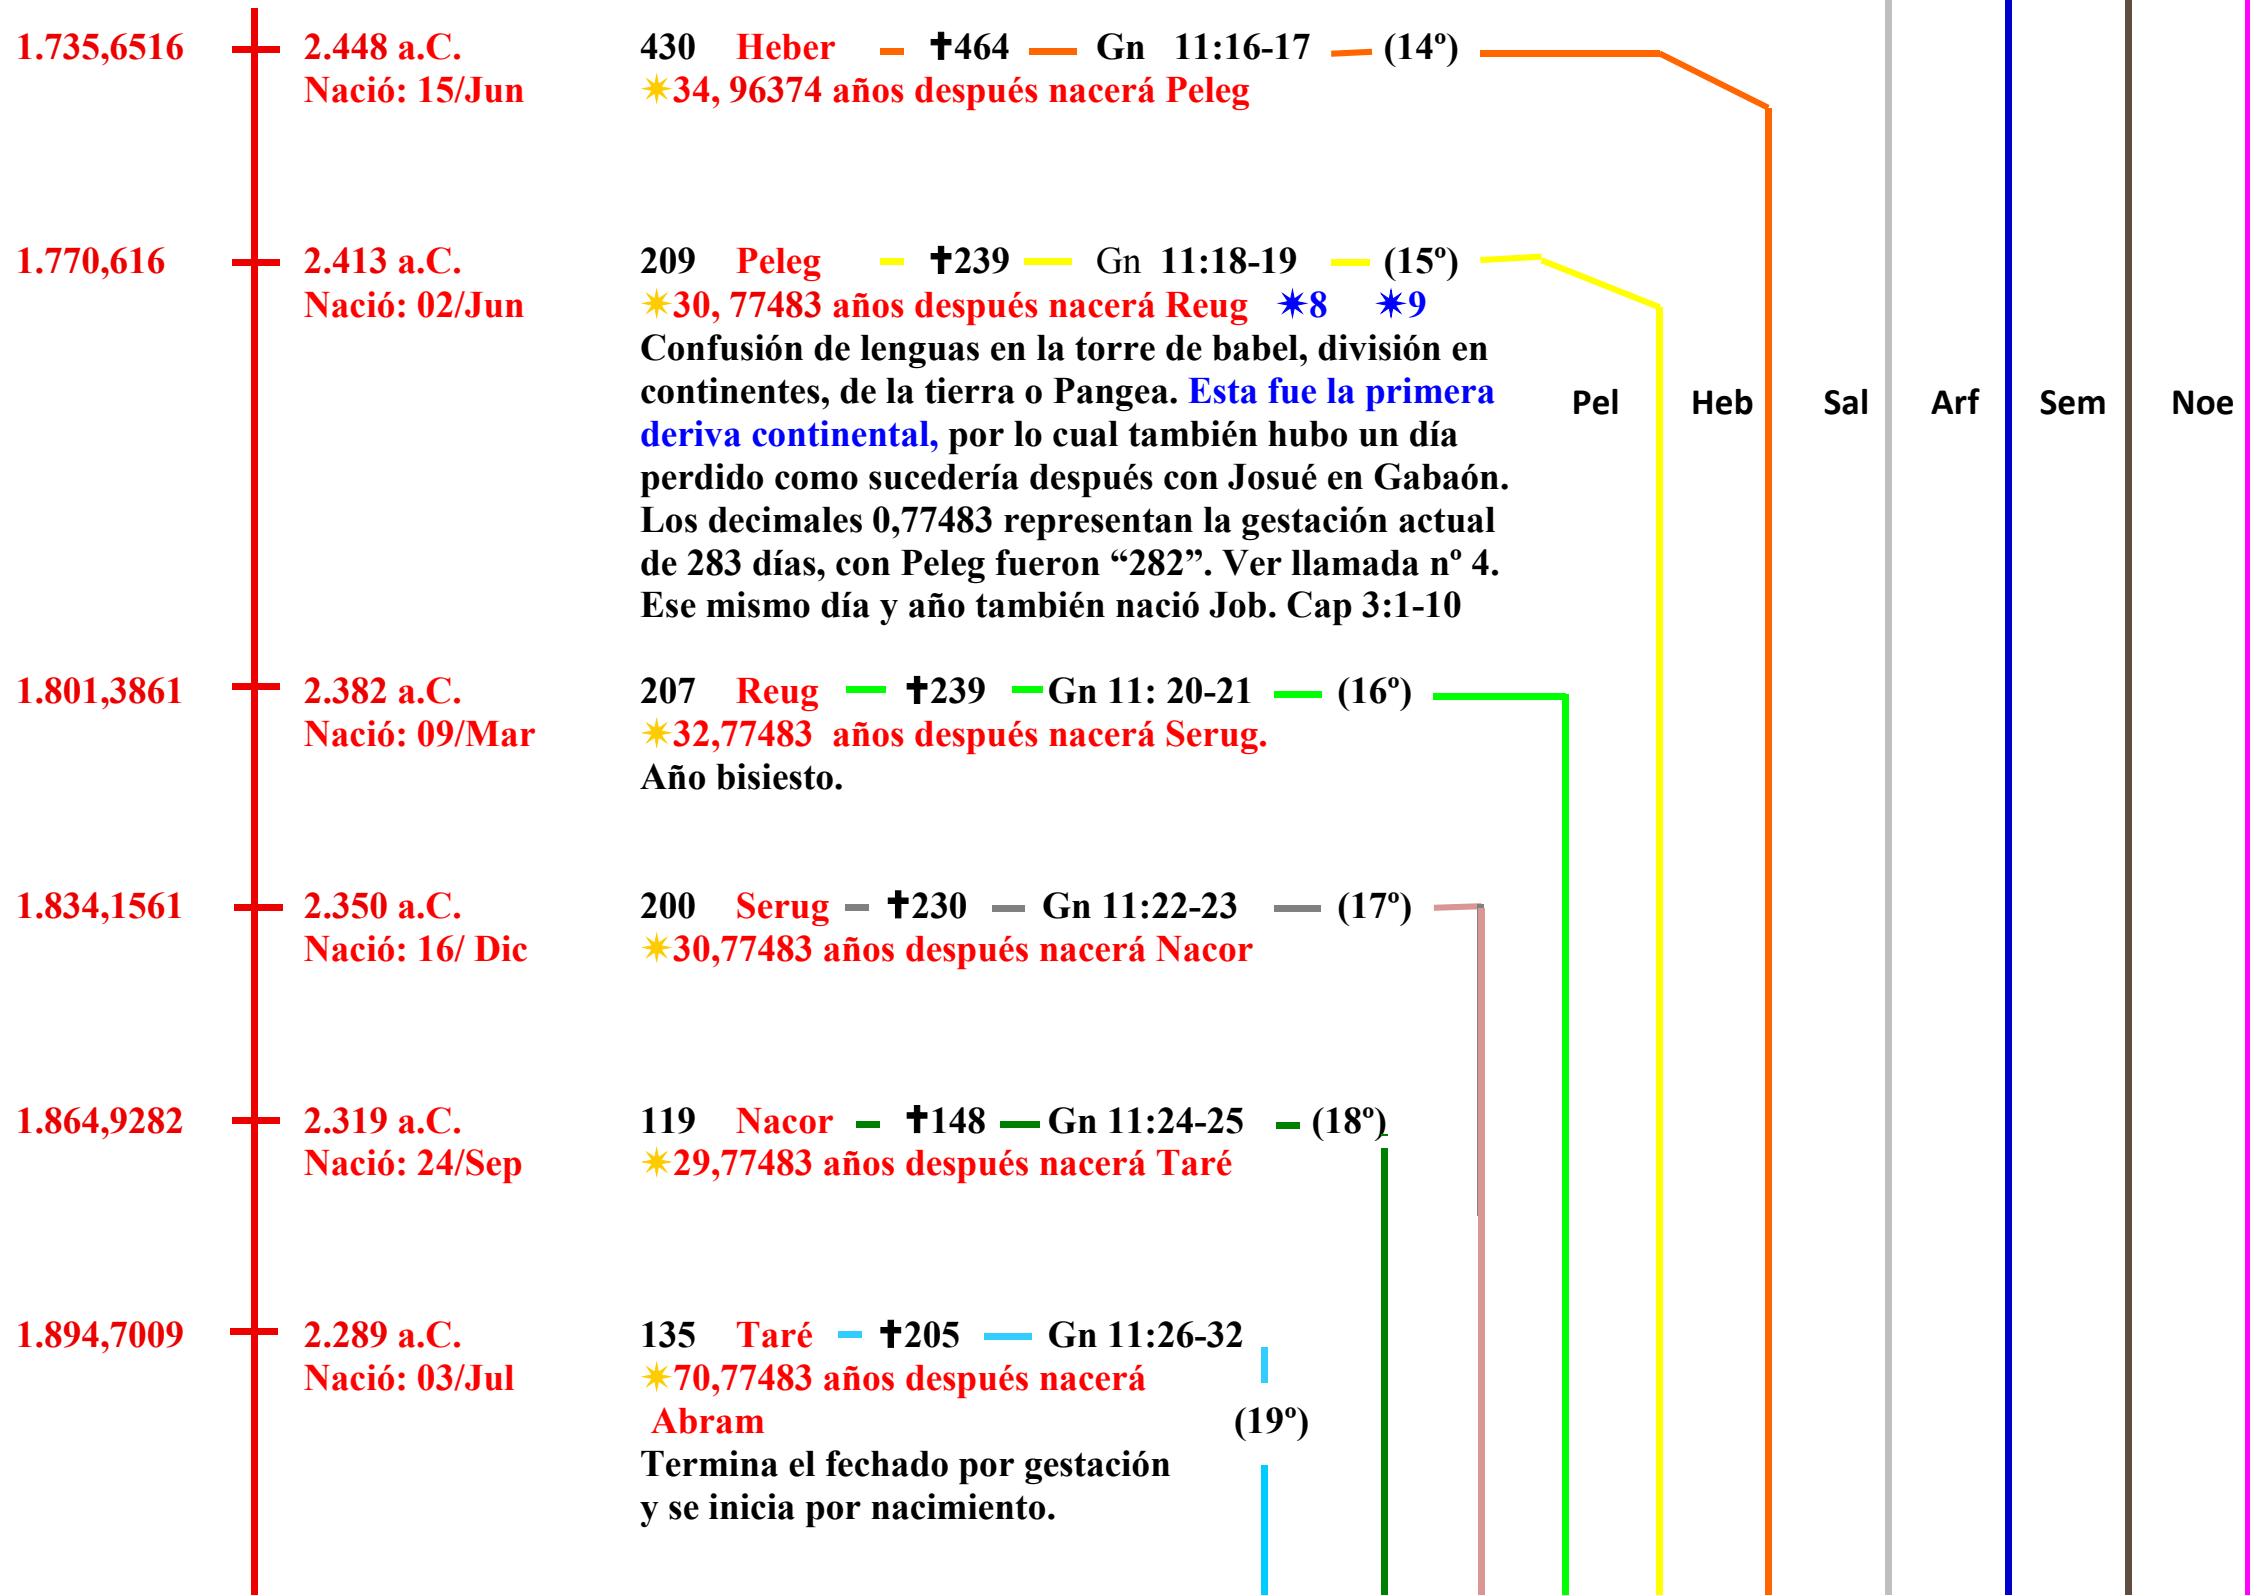 1.735,6516 2.448 a.C. 430 Heber ✝464 Gn 11:16-17 (14º)
Nació: 15/Jun ✴34, 96374 años después nacerá Peleg
1.770,616 2.413 a.C. 209 Peleg ✝239 Gn 11:18-19 (15º)
Nació: 02/Jun ✴30, 77483 años después nacerá Reug ✴8 ✴9
Confusión de lenguas en la torre de babel, división en
continentes, de la tierra o Pangea. Esta fue la primera
Pel Heb Sal Arf Sem Noe
deriva continental, por lo cual también hubo un día
perdido como sucedería después con Josué en Gabaón.
Los decimales 0,77483 representan la gestación actual
de 283 días, con Peleg fueron “282”. Ver llamada nº 4.
Ese mismo día y año también nació Job. Cap 3:1-10
1.801,3861 2.382 a.C. 207 Reug ✝239 Gn 11: 20-21 (16º)
Nació: 09/Mar ✴32,77483 años después nacerá Serug.
Año bisiesto.
1.834,1561 2.350 a.C. 200 Serug ✝230 Gn 11:22-23 (17º)
Nació: 16/ Dic ✴30,77483 años después nacerá Nacor
1.864,9282 2.319 a.C. 119 Nacor ✝148 Gn 11:24-25 (18º)
Nació: 24/Sep ✴29,77483 años después nacerá Taré
1.894,7009 2.289 a.C. 135 Taré ✝205 Gn 11:26-32
Nació: 03/Jul ✴70,77483 años después nacerá
Abram (19º)
Termina el fechado por gestación
y se inicia por nacimiento.